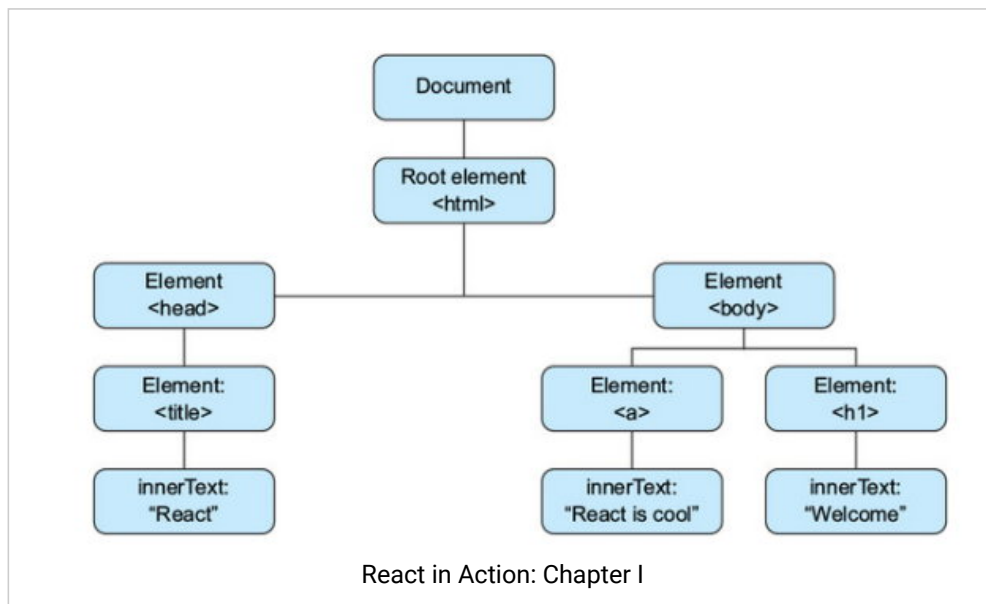 Document
Root element
<html>
Element
<head>
Element
<body>
Element:
<title>
Element:
<a>
Element:
<h1>
innerText:
“React”
innerText:
“React is cool”
innerText:
“Welcome”
React in Action: Chapter I